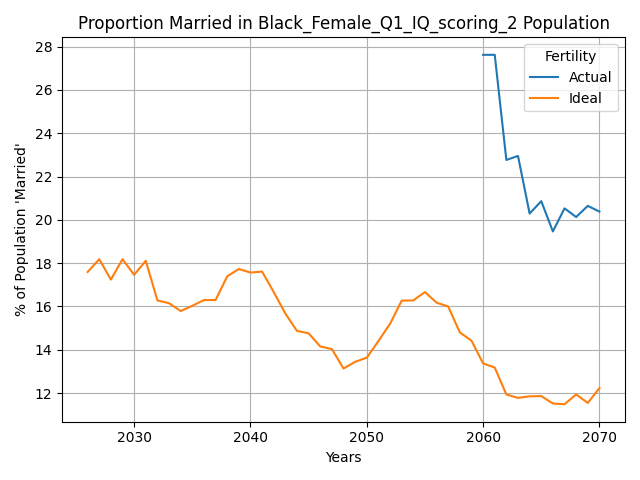 Proportion Married in Black_Female_Q1_IQ_scoring_2 Population
Fertility
Actual
Ideal
% of Population 'Married'
28
26
24
22
20
18
16
14
12
2030
2040
2050
2060
2070
Years